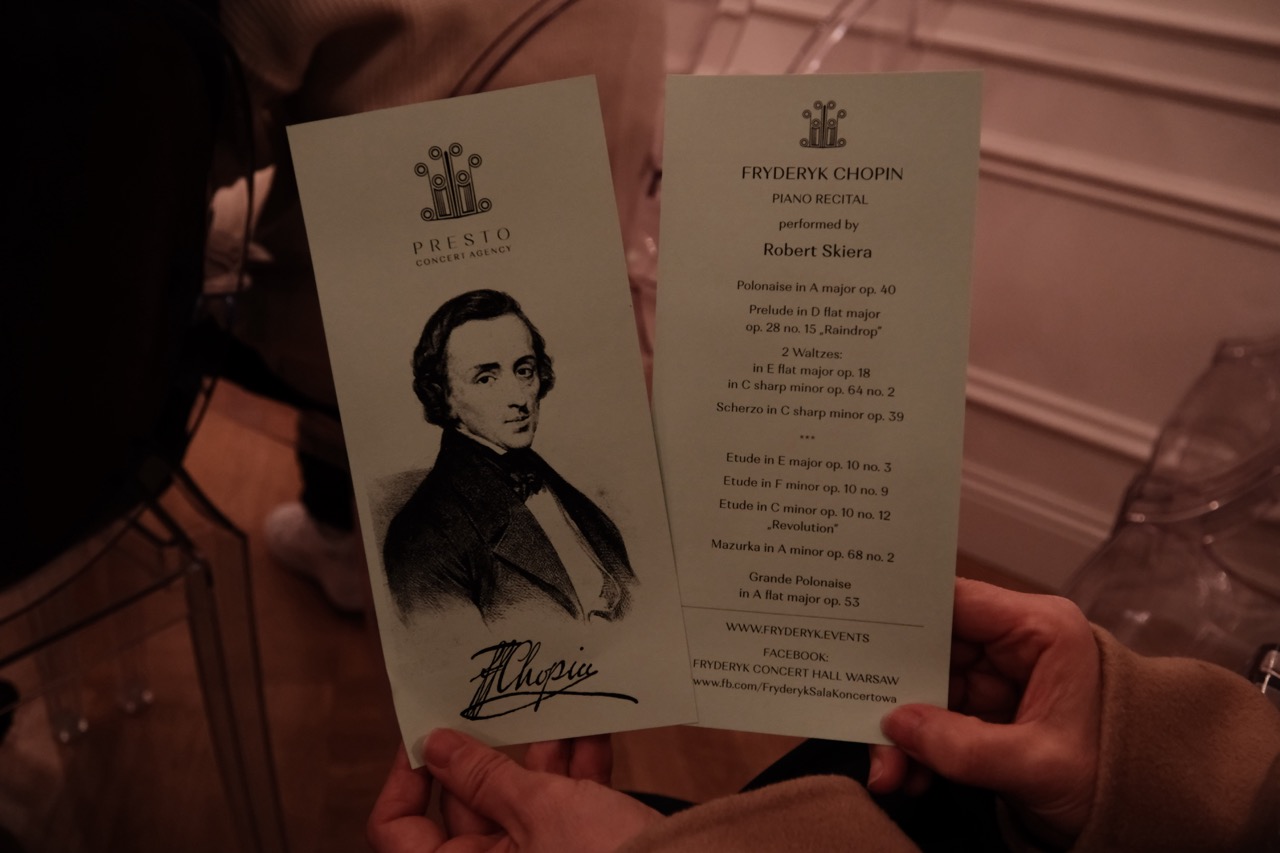 PRESTO
CONCERT AGENCY
FChopin
FRYDERYK CHOPIN
PIANO RECITAL
performed by
Robert Skiera
Polonaise in A major op. 40
Prelude in D flat major
op. 28 no. 15 „Raindrop”
2 Waltzes:
in E flat major op. 18
in C sharp minor op. 64 no. 2
Scherzo in C sharp minor op. 39
***
Etude in E major op. 10 no. 3
Etude in F minor op. 10 no. 9
Etude in C minor op. 10 no. 12
„Revolution”
Mazurka in A minor op. 68 no. 2
Grande Polonaise
in A flat major op. 53
WWW.FRYDERYK.EVENTS
FACEBOOK:
FRYDERYK CONCERT HALL WARSAW
www.fb.com/FryderykSalaKoncertowa